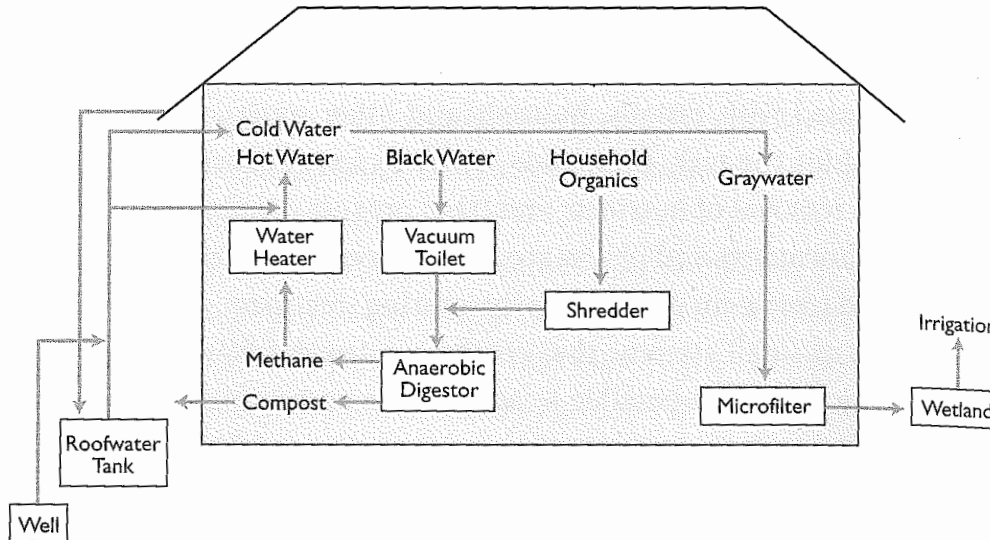 Cold Water
Hot Water
Black Water
Household
Organics
Graywater
Water
Heater
Vacuum
Toilet
Shredder
Irrigation
Methane
Anaerobic
Digestor
Compost
Microfilter
Wetland
Roofwater
Tank
Well